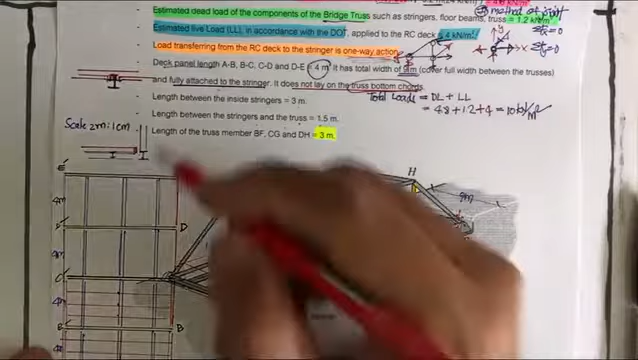 method of joint
Estimated dead load of the components of the Bridge Truss such as stringers, floor beams, truss = 1.2 kN/m²
Estimated live Load (LL), in accordance with the DOT, applied to the RC deck is 4 kN/m².
Load transferring from the RC deck to the stringer is one-way action
Deck panel length A-B, B-C, C-D and D-E = 4 m. It has total width of 9m (cover full width between the trusses)
and fully attached to the stringer. It does not lay on the truss bottom chords.
Length between the inside stringers = 3 m.
Length between the stringers and the truss = 1.5 m.
Length of the truss member BF, CG and DH = 3 m.
Total Loads = DL + LL
= 4.8 + 1.2 + 4 = 10 kN/m²
Scale 2m : 1cm
H
9m
E
4m
D
C
4m
B
B
4m